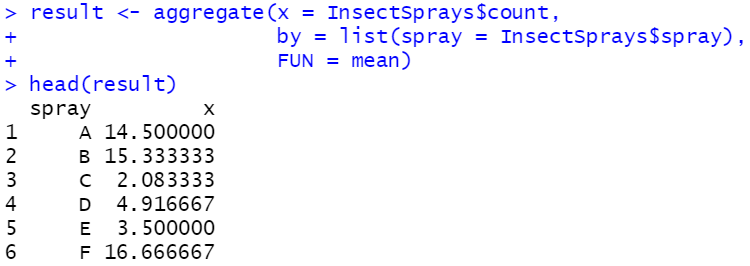 > result <- aggregate(x = InsectSprays$count,
+                     by = list(spray = InsectSprays$spray),
+                     FUN = mean)
> head(result)
  spray         x
1     A 14.500000
2     B 15.333333
3     C  2.083333
4     D  4.916667
5     E  3.500000
6     F 16.666667